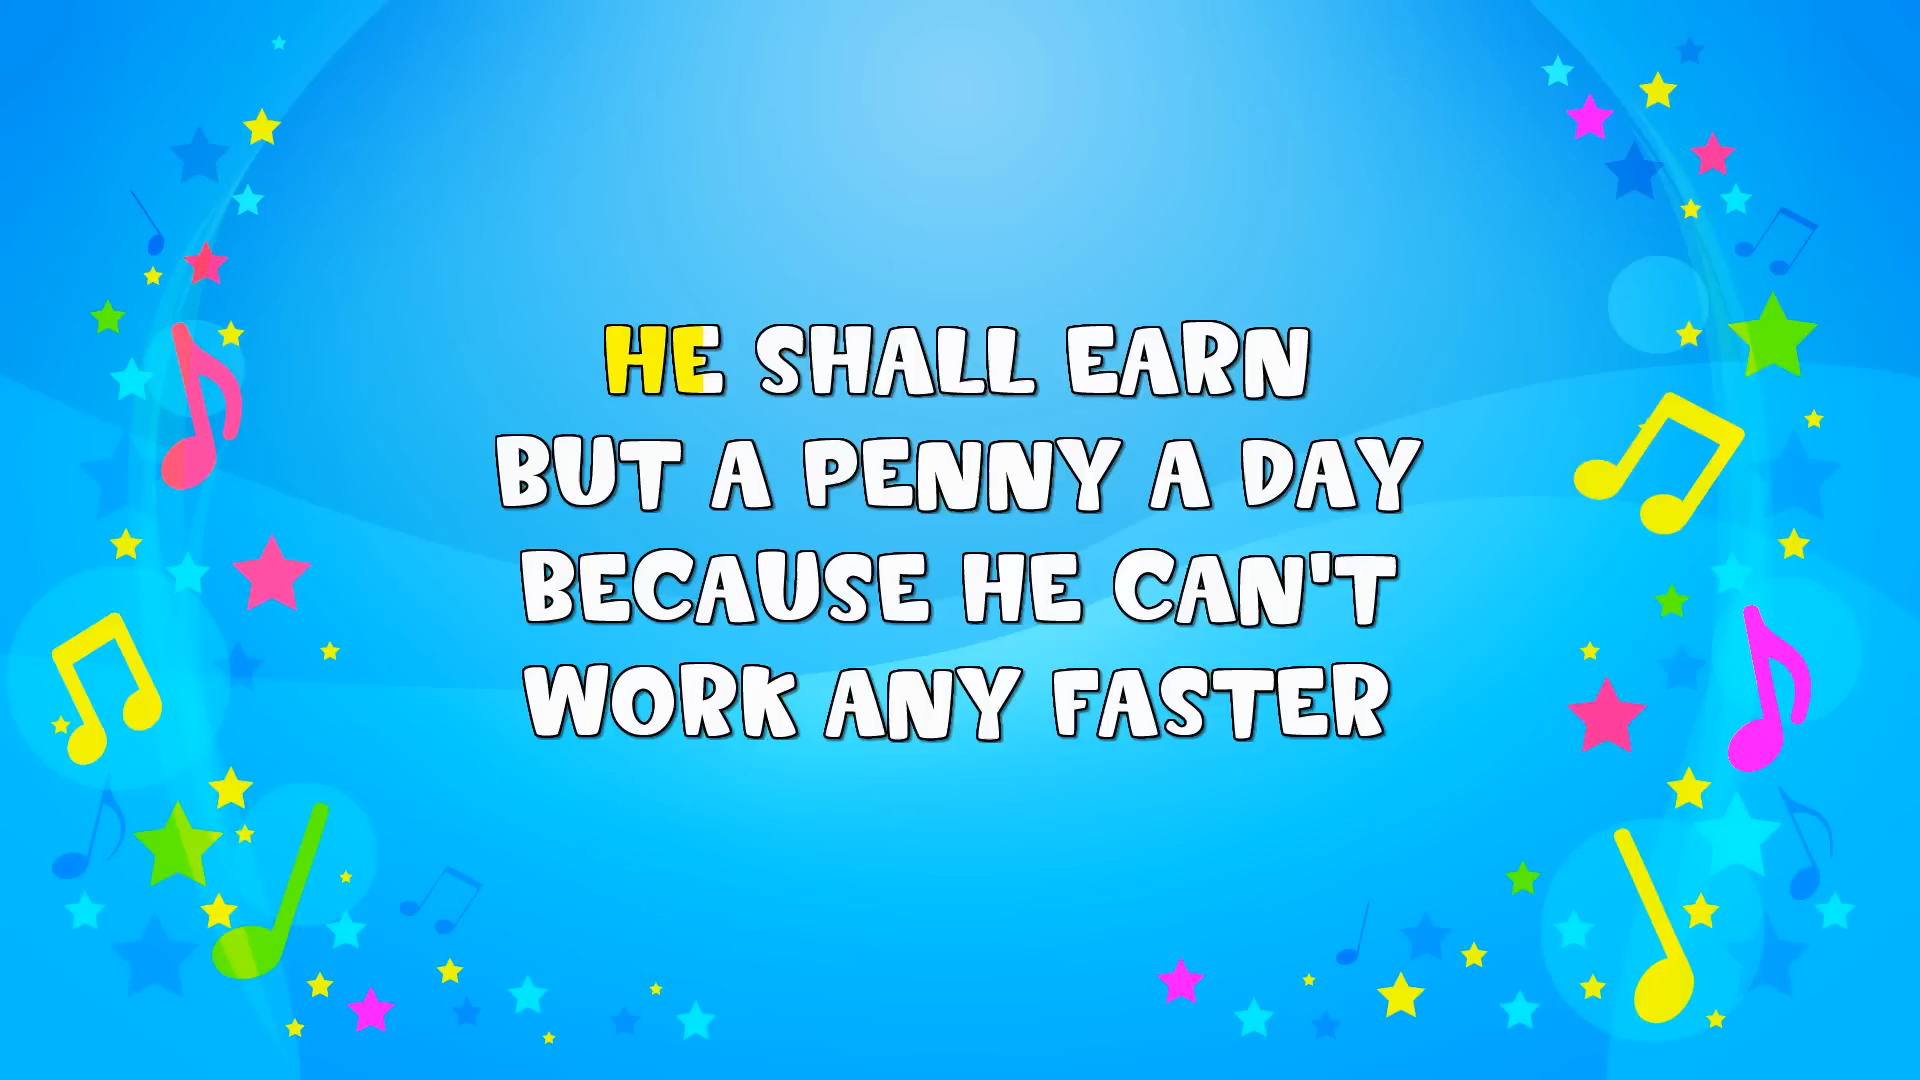 HE SHALL EARN
BUT A PENNY A DAY
BECAUSE HE CAN'T
WORK ANY FASTER